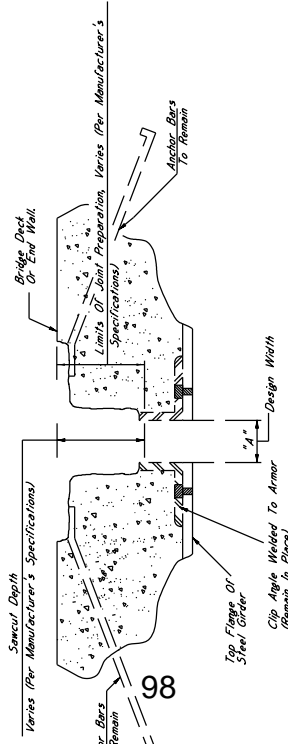 Bridge Deck
Or End Wall.
Sawcut Depth
Varies (Per Manufacturer's Specifications)
Limits Of Joint Preparation, Varies (Per Manufacturer's
Specifications)
Anchor Bars
To Remain
or Bars
Remain
98
"A"
Design Width
Top Flange Of
Steel Girder
Clip Angle Welded To Armor
(Remain In Place)